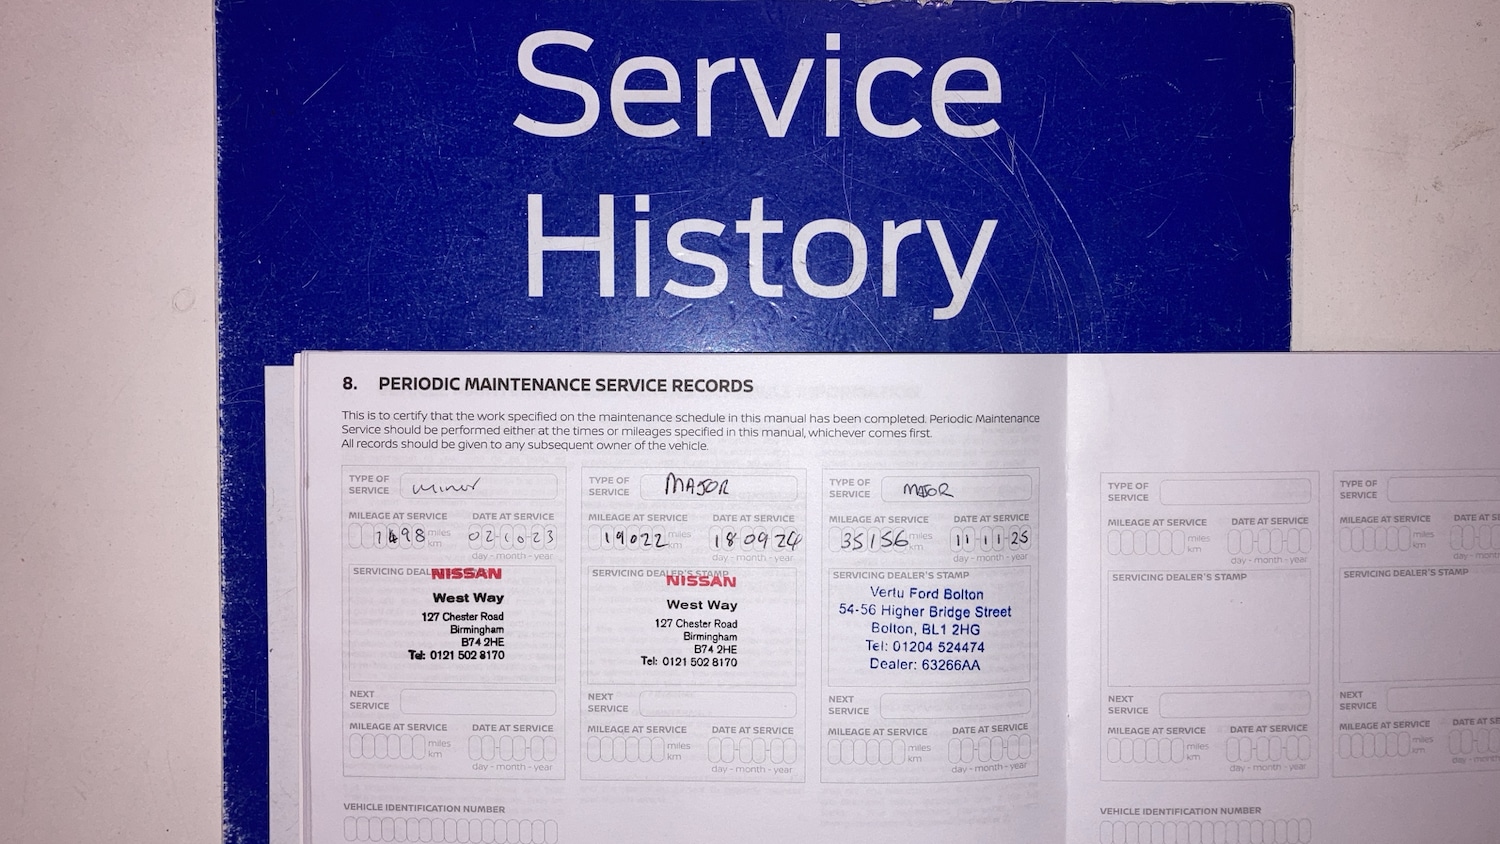 Service
History
8. PERIODIC MAINTENANCE SERVICE RECORDS
This is to certify that the work specified on the maintenance schedule in this manual has been completed. Periodic Maintenance
Service should be performed either at the times or mileages specified in this manual, whichever comes first.
All records should be given to any subsequent owner of the vehicle.
TYPE OF
SERVICE
minor
MILEAGE AT SERVICE DATE AT SERVICE
7498 miles
km
02-10-23
day - month - year
SERVICING DEAL
NISSAN
West Way
127 Chester Road
Birmingham
B74 2HE
Tel: 0121 502 8170
NEXT
SERVICE
MILEAGE AT SERVICE DATE AT SERVICE
miles
km
day - month - year
TYPE OF
SERVICE
MAJOR
MILEAGE AT SERVICE DATE AT SERVICE
19022 miles
km
18 09 24
day - month - year
SERVICING DEALER'S STAMP
NISSAN
West Way
127 Chester Road
Birmingham
B74 2HE
Tel: 0121 502 8170
NEXT
SERVICE
MILEAGE AT SERVICE DATE AT SERVICE
miles
km
day - month - year
TYPE OF
SERVICE
MAJOR
MILEAGE AT SERVICE DATE AT SERVICE
35156 miles
km
11-11-25
day - month - year
SERVICING DEALER'S STAMP
Vertu Ford Bolton
54-56 Higher Bridge Street
Bolton, BL1 2HG
Tel: 01204 524474
Dealer: 63266AA
NEXT
SERVICE
MILEAGE AT SERVICE DATE AT SERVICE
miles
km
day - month - year
VEHICLE IDENTIFICATION NUMBER
TYPE OF
SERVICE
MILEAGE AT SERVICE DATE AT SERVICE
miles
km
day - month - year
SERVICING DEALER'S STAMP
NEXT
SERVICE
MILEAGE AT SERVICE DATE AT SERVICE
miles
km
day - month - year
VEHICLE IDENTIFICATION NUMBER
TYPE OF
SERVICE
MILEAGE AT SERVICE DATE AT SE
miles
km
day - month
SERVICING DEALER'S STAMP
NEXT
SERVICE
MILEAGE AT SERVICE DATE AT SE
miles
km
day - month